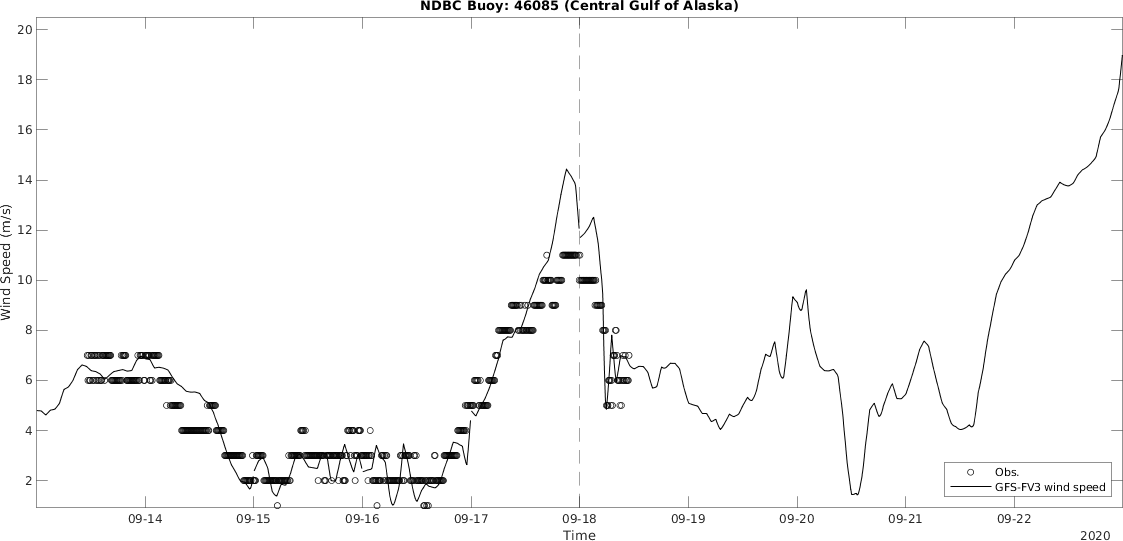 NDBC Buoy: 46085 (Central Gulf of Alaska)
20
18
16
14
12
10
8
6
4
2
Wind Speed (m/s)
Obs.
GFS-FV3 wind speed
09-14 09-15 09-16 09-17 09-18 09-19 09-20 09-21 09-22
Time
2020